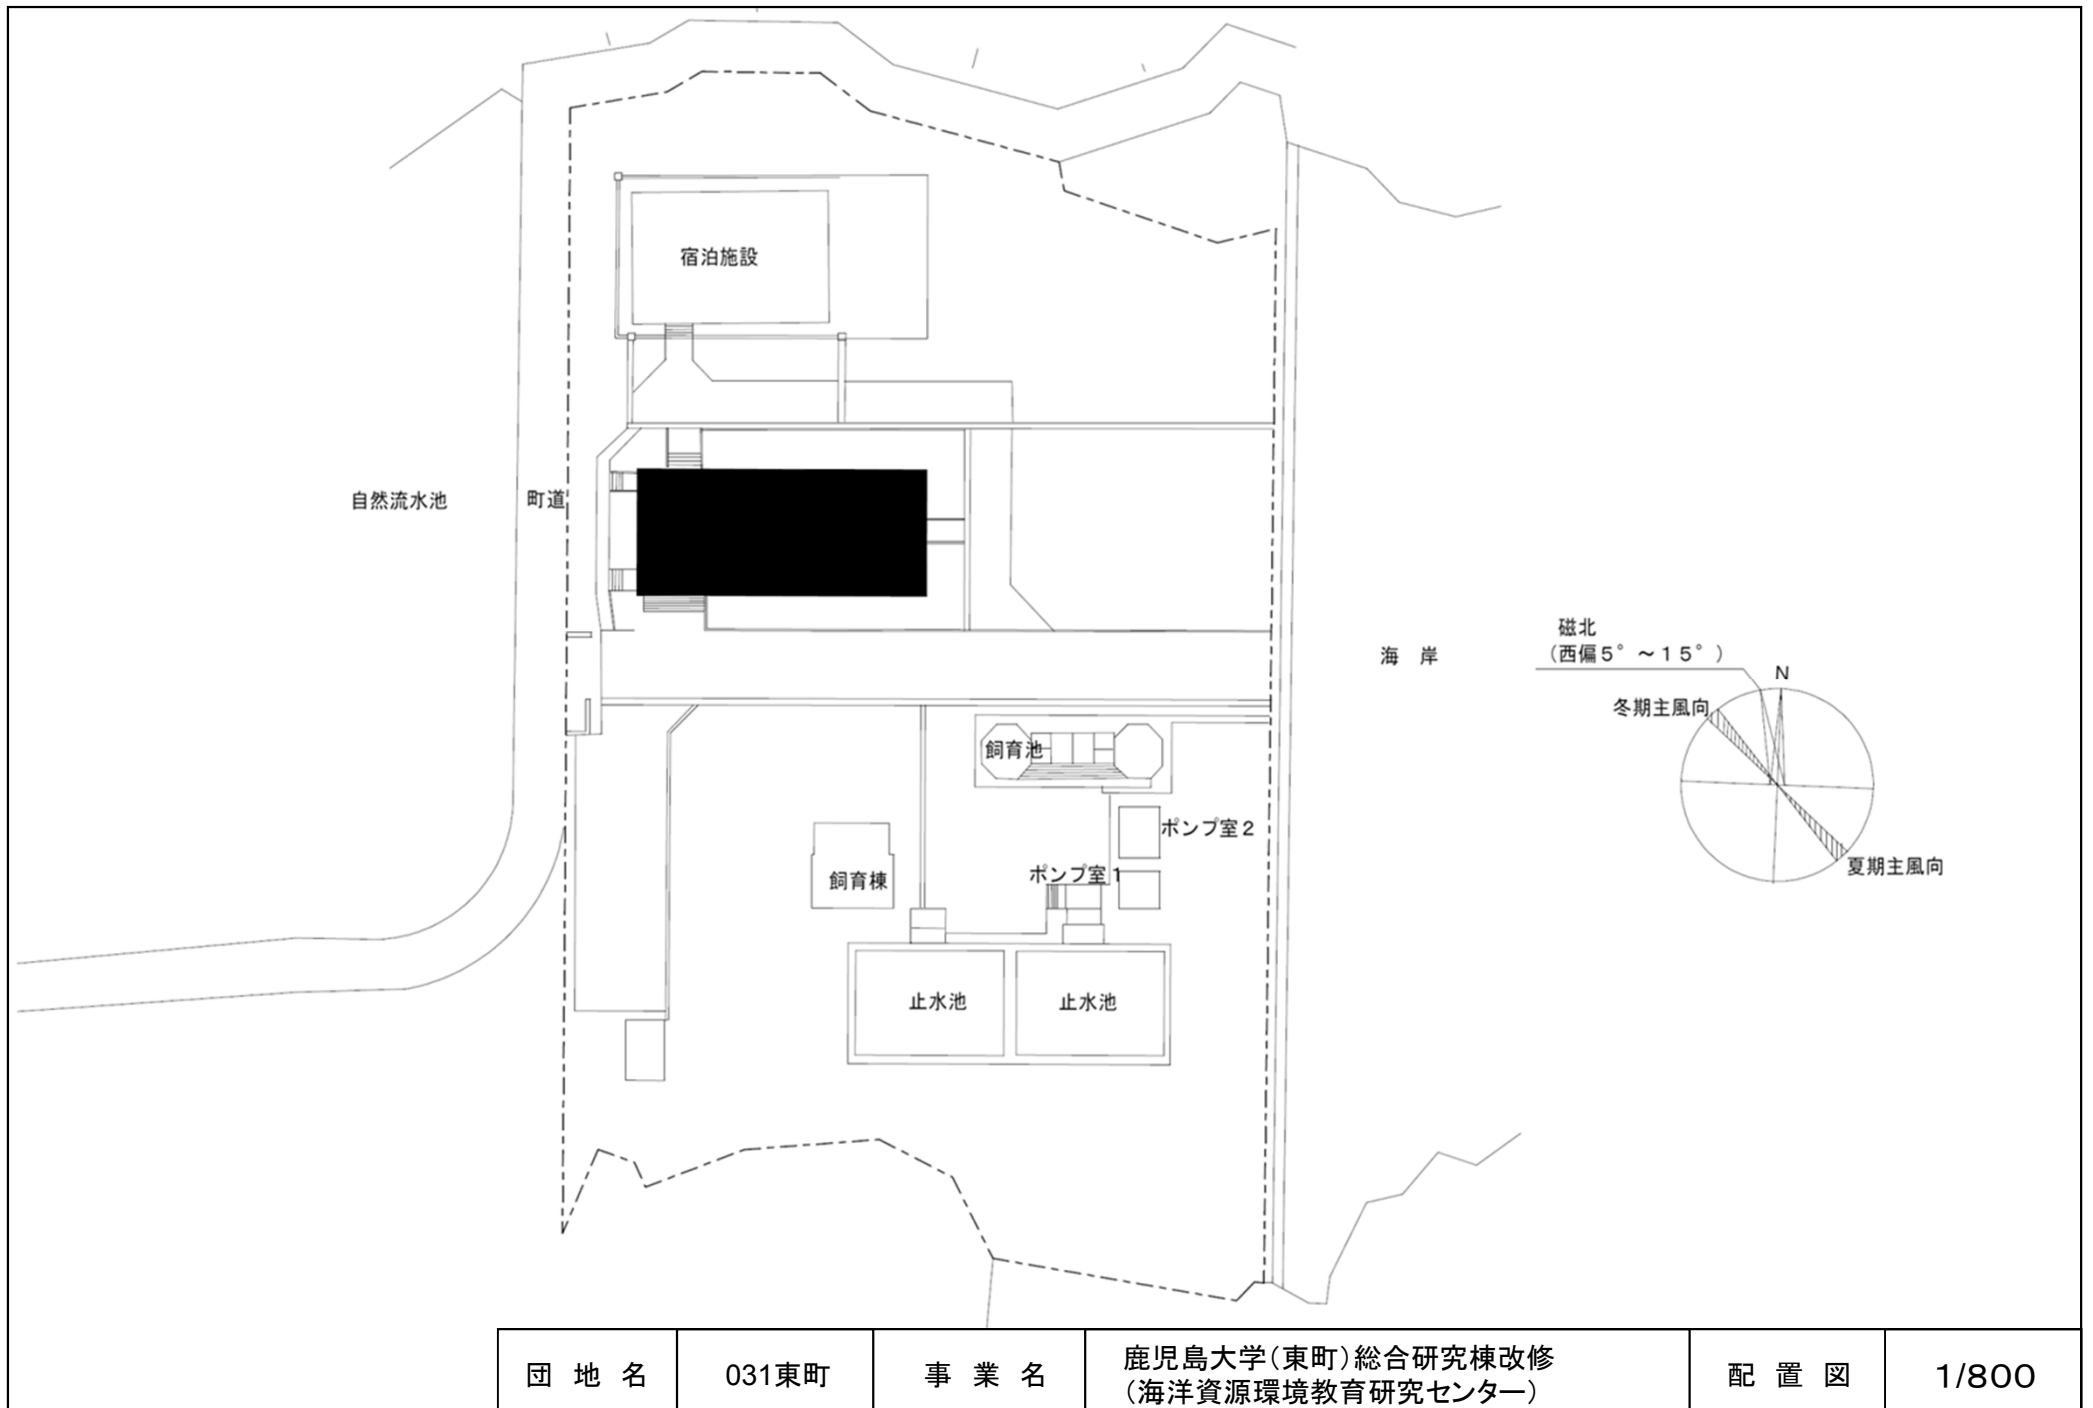 宿泊施設
自然流水池
町道
海 岸
磁北
（西偏５°～１５°）
N
冬期主風向
夏期主風向
飼育池
ポンプ室２
ポンプ室１
飼育棟
止水池
止水池
団 地 名
031東町
事 業 名
鹿児島大学（東町）総合研究棟改修
（海洋資源環境教育研究センター）
配 置 図
1/800